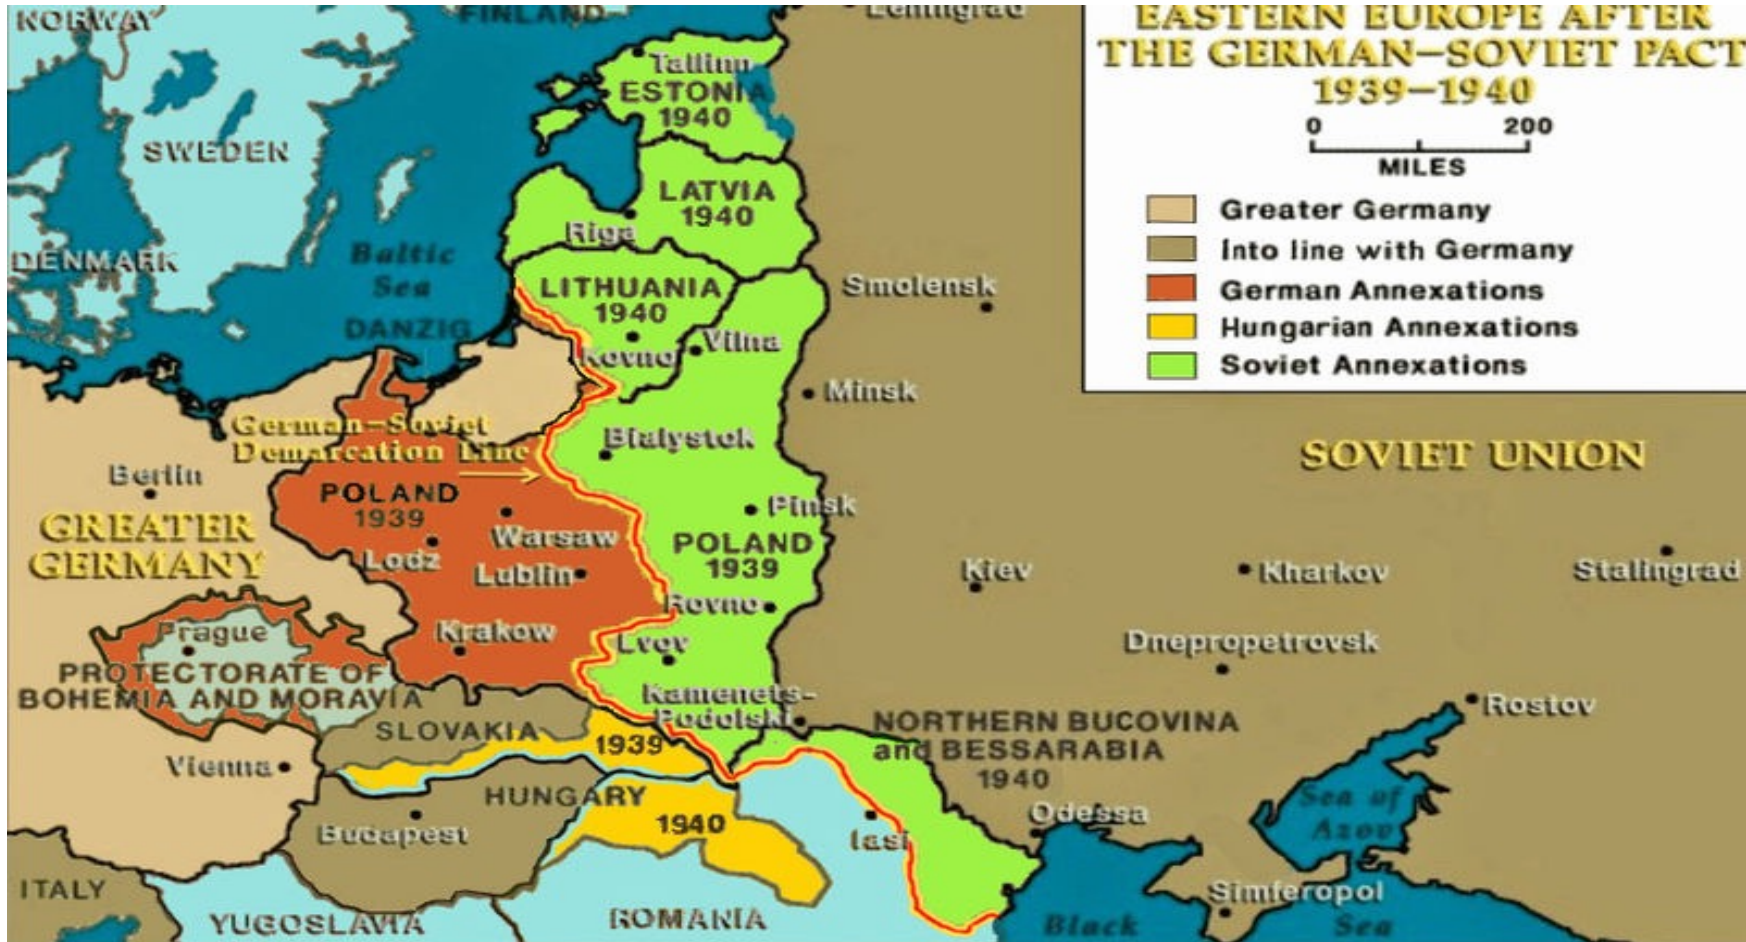 NORWAY
FINLAND
Leningrad
EASTERN EUROPE AFTER
THE GERMAN-SOVIET PACT
1939-1940
0 200
MILES
Greater Germany
Into line with Germany
German Annexations
Hungarian Annexations
Soviet Annexations
Tallinn
ESTONIA
1940
SWEDEN
LATVIA
1940
Riga
DENMARK
Baltic
Sea
LITHUANIA
1940
Smolensk
DANZIG
Kovno
Vilna
Minsk
German-Soviet
Demarcation Line
Bialystok
SOVIET UNION
Berlin
POLAND
1939
Pinsk
GREATER
GERMANY
Warsaw
Lodz
Lublin
POLAND
1939
Kiev
Kharkov
Stalingrad
Rovno
Prague
Krakow
Lvov
Dnepropetrovsk
PROTECTORATE OF
BOHEMIA AND MORAVIA
Kamenets-
Podolski
Rostov
SLOVAKIA
1939
NORTHERN BUCOVINA
and BESSARABIA
1940
Vienna
HUNGARY
Budapest
1940
Iasi
Odessa
Sea of
Azov
ITALY
YUGOSLAVIA
ROMANIA
Simferopol
Black
Sea